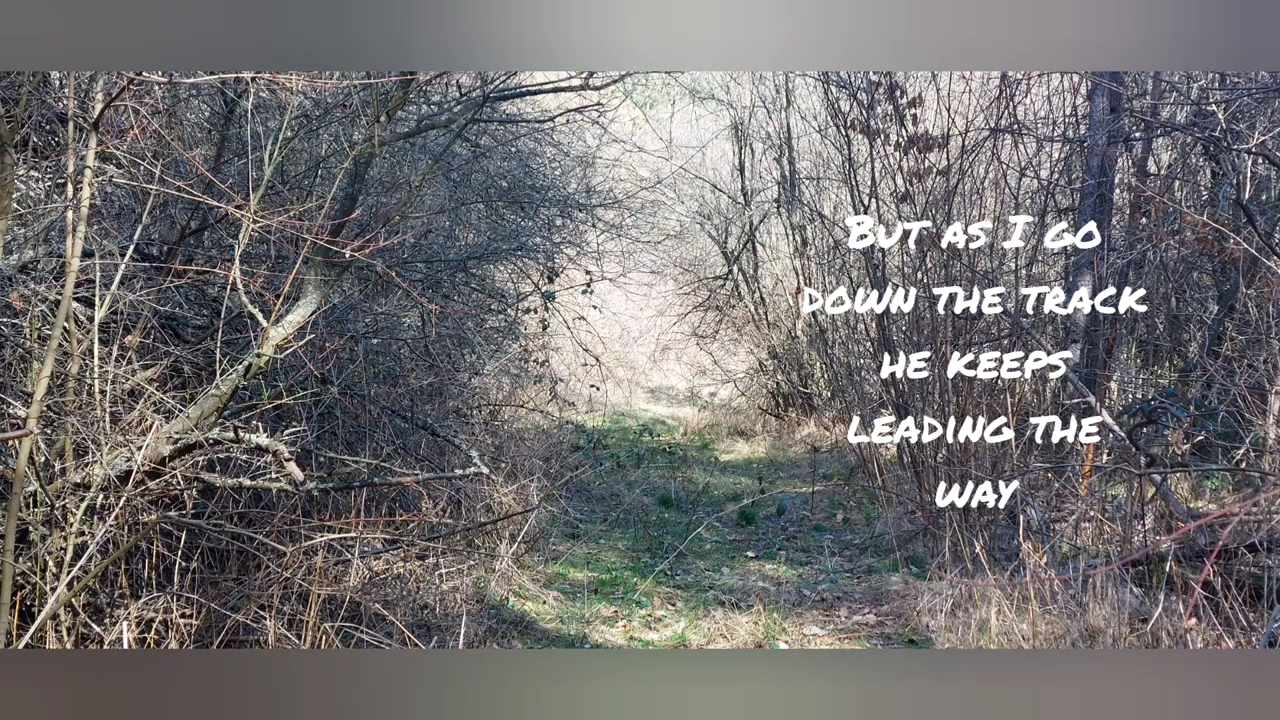 But as I go
down the track
he keeps
leading the
way